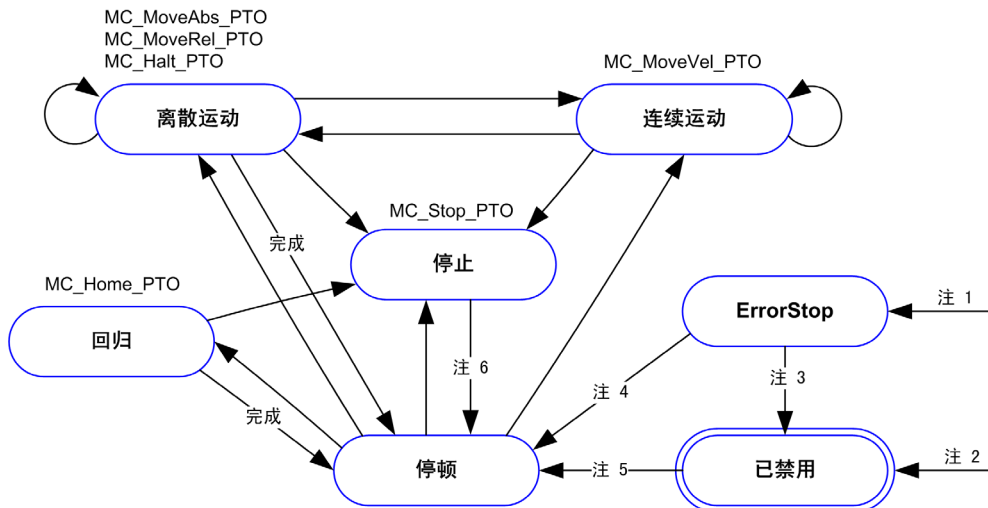 MC_MoveAbs_PTO
MC_MoveRel_PTO
MC_Halt_PTO
MC_MoveVel_PTO
离散运动
连续运动
MC_Stop_PTO
完成
停止
MC_Home_PTO
ErrorStop
注 1
回归
注 6
注 4
注 3
完成
停顿
注 5
已禁用
注 2